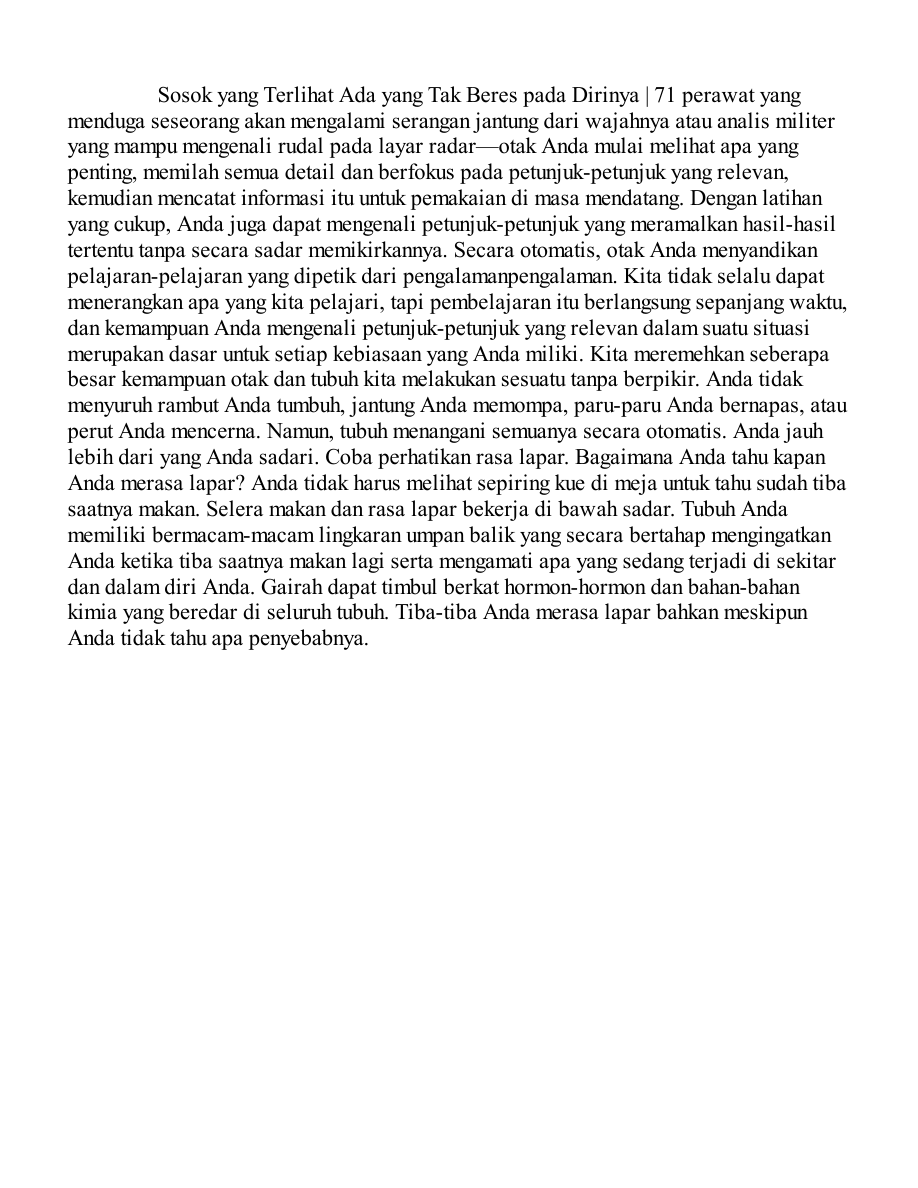 Sosok yang Terlihat Ada yang Tak Beres pada Dirinya | 71 perawat yang
menduga seseorang akan mengalami serangan jantung dari wajahnya atau analis militer
yang mampu mengenali rudal pada layar radar—otak Anda mulai melihat apa yang
penting, memilah semua detail dan berfokus pada petunjuk-petunjuk yang relevan,
kemudian mencatat informasi itu untuk pemakaian di masa mendatang. Dengan latihan
yang cukup, Anda juga dapat mengenali petunjuk-petunjuk yang meramalkan hasil-hasil
tertentu tanpa secara sadar memikirkannya. Secara otomatis, otak Anda menyandikan
pelajaran-pelajaran yang dipetik dari pengalamanpengalaman. Kita tidak selalu dapat
menerangkan apa yang kita pelajari, tapi pembelajaran itu berlangsung sepanjang waktu,
dan kemampuan Anda mengenali petunjuk-petunjuk yang relevan dalam suatu situasi
merupakan dasar untuk setiap kebiasaan yang Anda miliki. Kita meremehkan seberapa
besar kemampuan otak dan tubuh kita melakukan sesuatu tanpa berpikir. Anda tidak
menyuruh rambut Anda tumbuh, jantung Anda memompa, paru-paru Anda bernapas, atau
perut Anda mencerna. Namun, tubuh menangani semuanya secara otomatis. Anda jauh
lebih dari yang Anda sadari. Coba perhatikan rasa lapar. Bagaimana Anda tahu kapan
Anda merasa lapar? Anda tidak harus melihat sepiring kue di meja untuk tahu sudah tiba
saatnya makan. Selera makan dan rasa lapar bekerja di bawah sadar. Tubuh Anda
memiliki bermacam-macam lingkaran umpan balik yang secara bertahap mengingatkan
Anda ketika tiba saatnya makan lagi serta mengamati apa yang sedang terjadi di sekitar
dan dalam diri Anda. Gairah dapat timbul berkat hormon-hormon dan bahan-bahan
kimia yang beredar di seluruh tubuh. Tiba-tiba Anda merasa lapar bahkan meskipun
Anda tidak tahu apa penyebabnya.